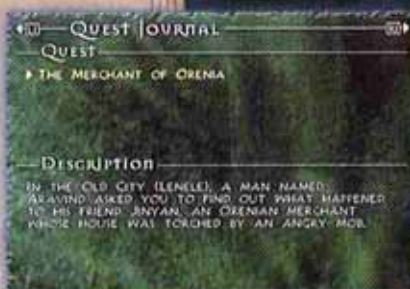 QUEST JOURNAL
QUEST
THE MERCHANT OF ORENIA
DESCRIPTION
IN THE OLD CITY (LENELE), A MAN NAMED
ARAVIND ASKED YOU TO FIND OUT WHAT HAPPENED
TO HIS FRIEND JINYAN, AN ORENIAN MERCHANT
WHOSE HOUSE WAS TORCHED BY AN ANGRY MOB.